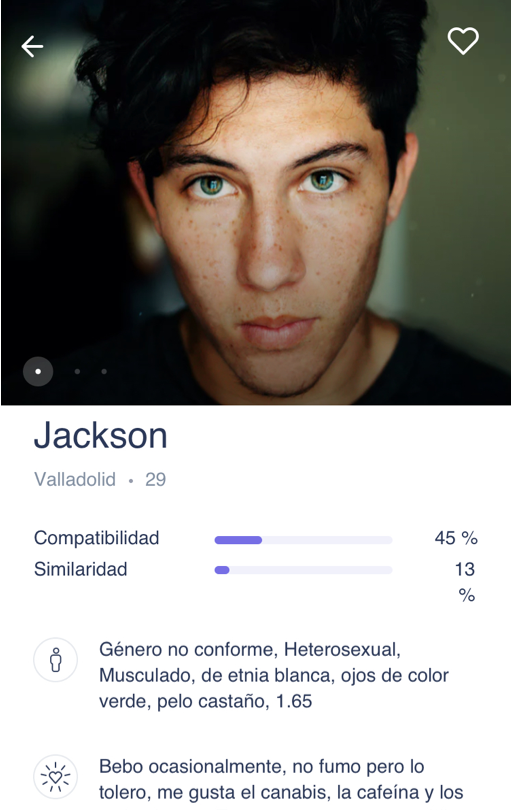 Jackson
Valladolid • 29
Compatibilidad 45 %
Similaridad 13
%
Género no conforme, Heterosexual,
Musculado, de etnia blanca, ojos de color
verde, pelo castaño, 1.65
Bebo ocasionalmente, no fumo pero lo
tolero, me gusta el canabis, la cafeína y los